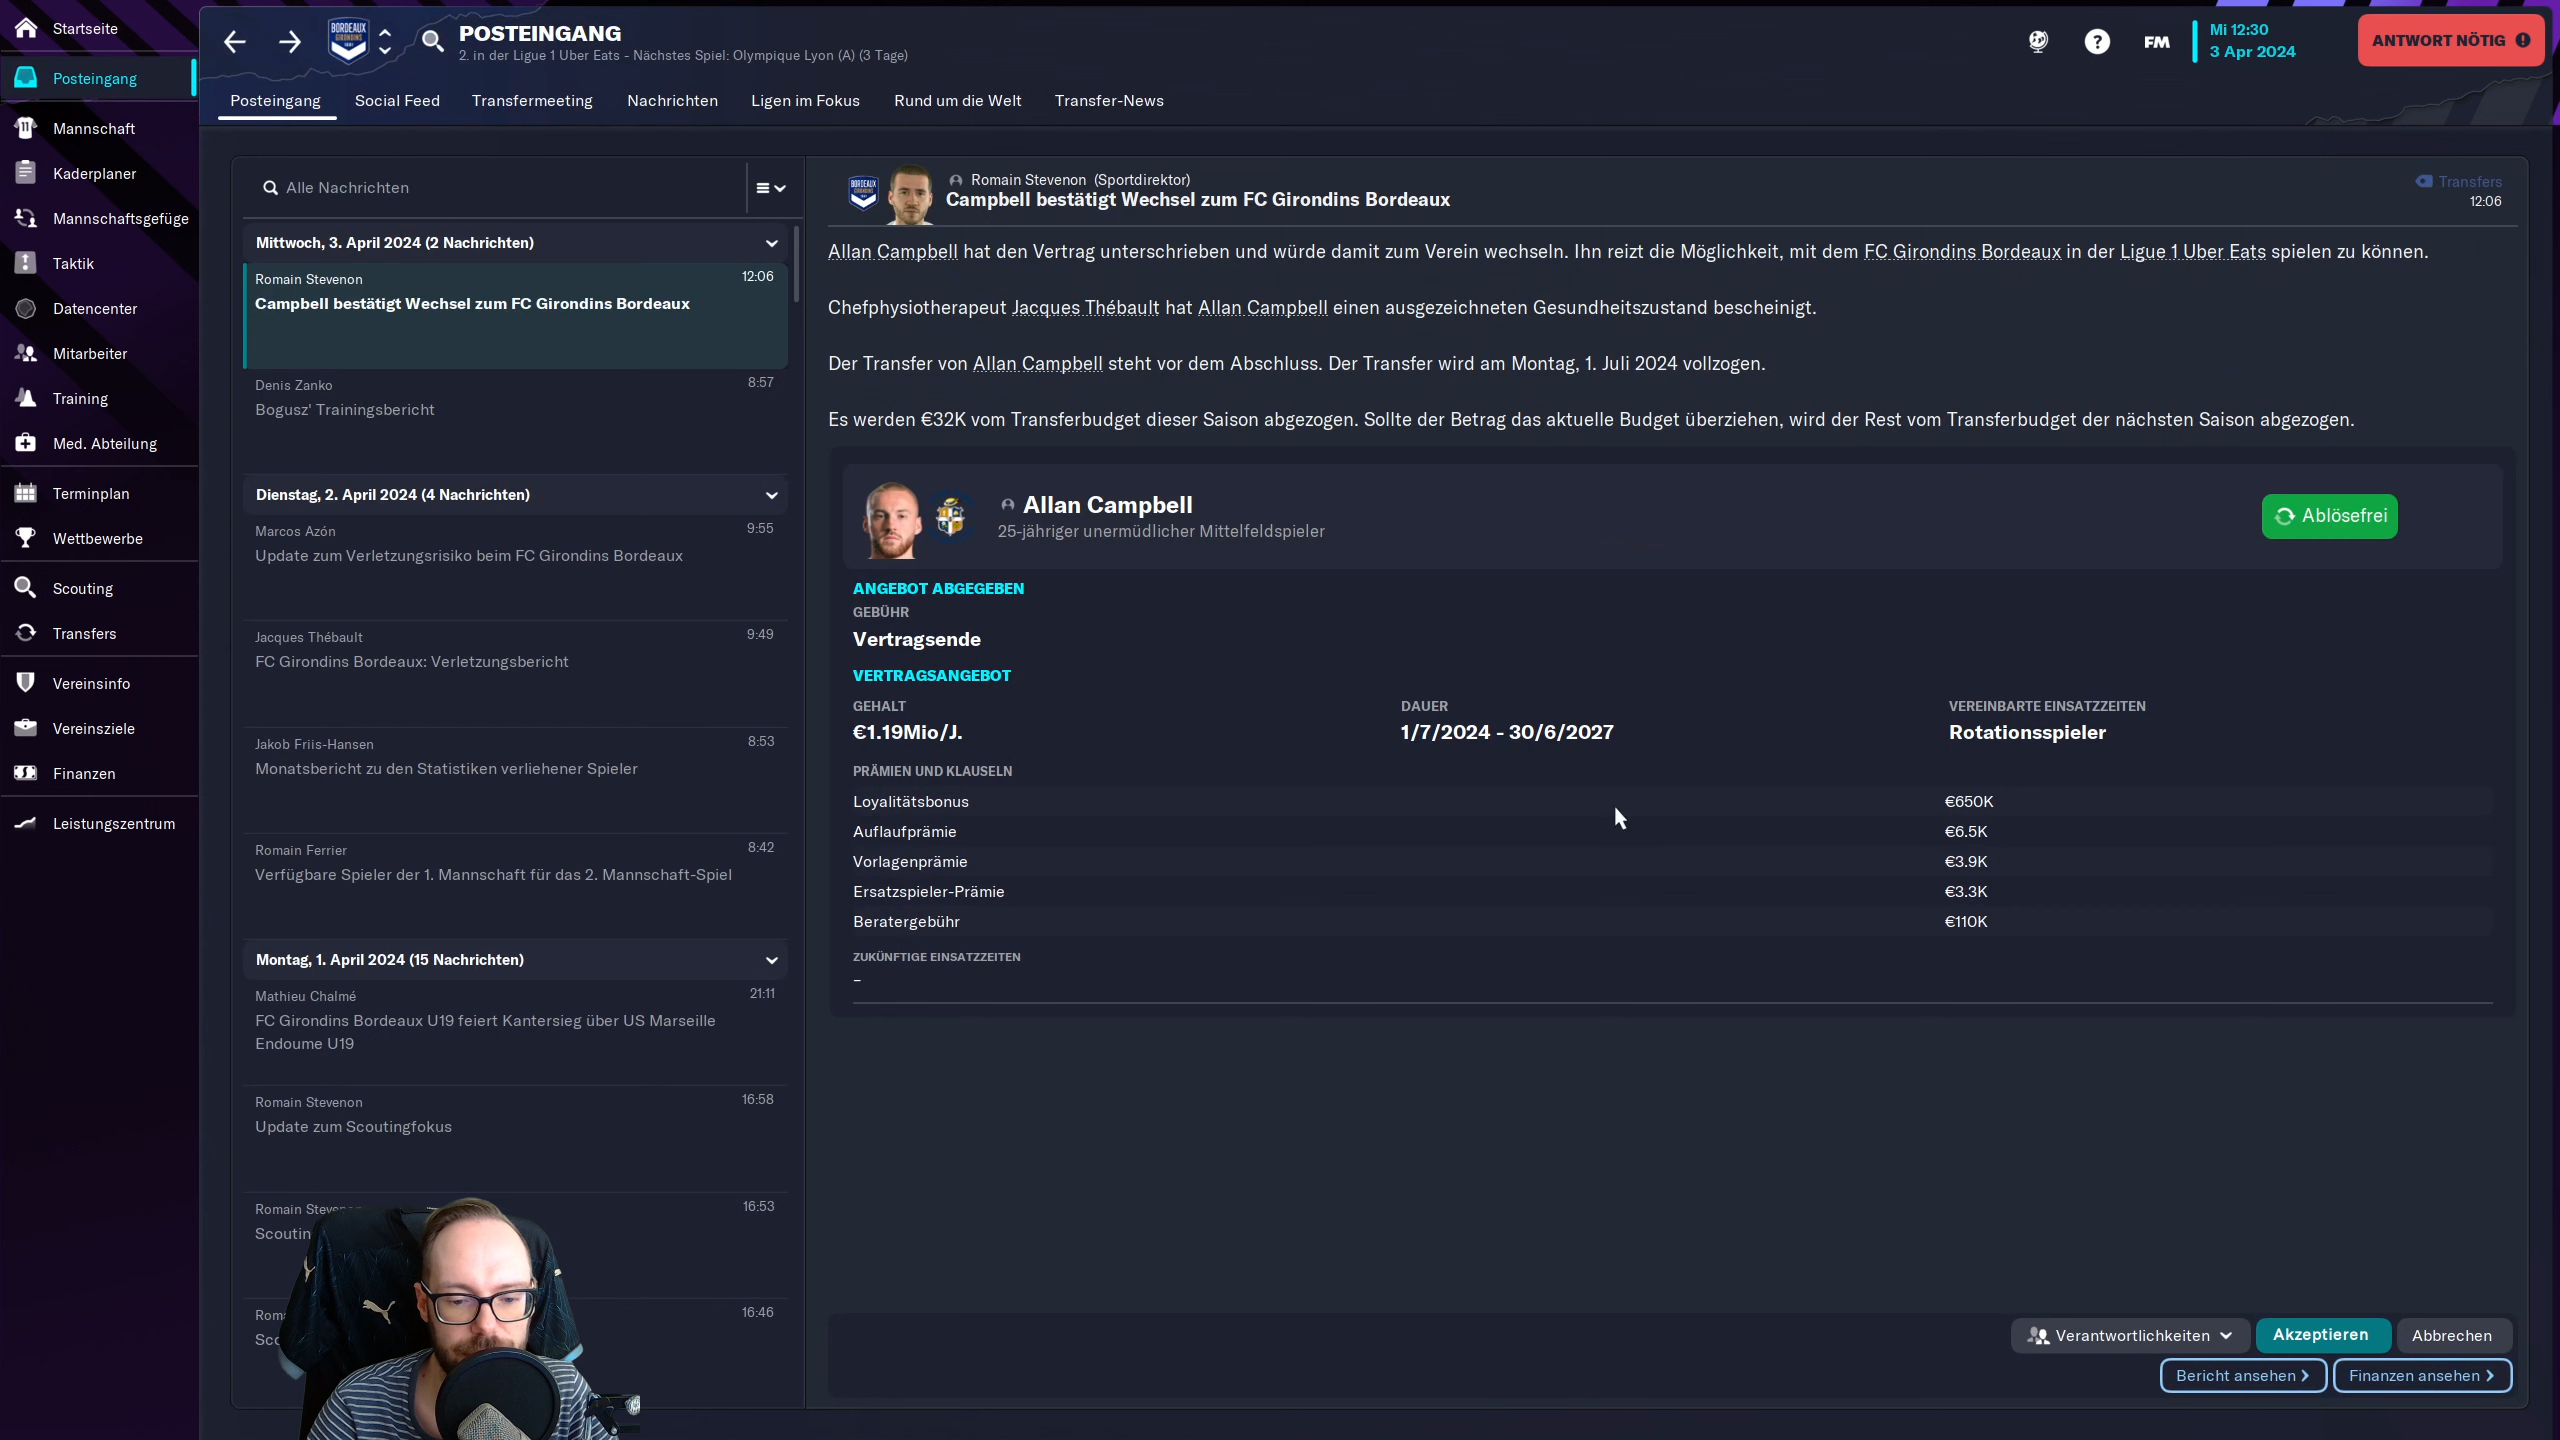 Startseite
Posteingang
Mannschaft
Kaderplaner
Mannschaftsgefüge
Taktik
Datencenter
Mitarbeiter
Training
Med. Abteilung
Terminplan
Wettbewerbe
Scouting
Transfers
Vereinsinfo
Vereinsziele
Finanzen
Leistungszentrum
BORDEAUX
GIRONDINS
POSTEINGANG
2. in der Ligue 1 Uber Eats - Nächstes Spiel: Olympique Lyon (A) (3 Tage)
FM
Mi 12:30
3 Apr 2024
ANTWORT NÖTIG
Posteingang Social Feed Transfermeeting Nachrichten Ligen im Fokus Rund um die Welt Transfer-News
Alle Nachrichten
Mittwoch, 3. April 2024 (2 Nachrichten)
Romain Stevenon 12:06
Campbell bestätigt Wechsel zum FC Girondins Bordeaux
Denis Zanko 8:57
Bogusz' Trainingsbericht
Dienstag, 2. April 2024 (4 Nachrichten)
Marcos Azón 9:55
Update zum Verletzungsrisiko beim FC Girondins Bordeaux
Jacques Thébault 9:49
FC Girondins Bordeaux: Verletzungsbericht
Jakob Friis-Hansen 8:53
Monatsbericht zu den Statistiken verliehener Spieler
Romain Ferrier 8:42
Verfügbare Spieler der 1. Mannschaft für das 2. Mannschaft-Spiel
Montag, 1. April 2024 (15 Nachrichten)
Mathieu Chalmé 21:11
FC Girondins Bordeaux U19 feiert Kantersieg über US Marseille
Endoume U19
Romain Stevenon 16:58
Update zum Scoutingfokus
Romain 16:53
16:46
BORDEAUX
Romain Stevenon (Sportdirektor)
Campbell bestätigt Wechsel zum FC Girondins Bordeaux
Transfers
12:06
Allan Campbell hat den Vertrag unterschrieben und würde damit zum Verein wechseln. Ihn reizt die Möglichkeit, mit dem FC Girondins Bordeaux in der Ligue 1 Uber Eats spielen zu können.
Chefphysiotherapeut Jacques Thébault hat Allan Campbell einen ausgezeichneten Gesundheitszustand bescheinigt.
Der Transfer von Allan Campbell steht vor dem Abschluss. Der Transfer wird am Montag, 1. Juli 2024 vollzogen.
Es werden €32K vom Transferbudget dieser Saison abgezogen. Sollte der Betrag das aktuelle Budget überziehen, wird der Rest vom Transferbudget der nächsten Saison abgezogen.
Allan Campbell
25-jähriger unermüdlicher Mittelfeldspieler
Ablösefrei
ANGEBOT ABGEGEBEN
GEBÜHR
Vertragsende
VERTRAGSANGEBOT
GEHALT DAUER VEREINBARTE EINSATZZEITEN
€1.19Mio/J. 1/7/2024 - 30/6/2027 Rotationsspieler
PRÄMIEN UND KLAUSELN
Loyalitätsbonus €650K
Auflaufprämie €6.5K
Vorlagenprämie €3.9K
Ersatzspieler-Prämie €3.3K
Beratergebühr €110K
ZUKÜNFTIGE EINSATZZEITEN
-
Verantwortlichkeiten Akzeptieren Abbrechen
Bericht ansehen Finanzen ansehen